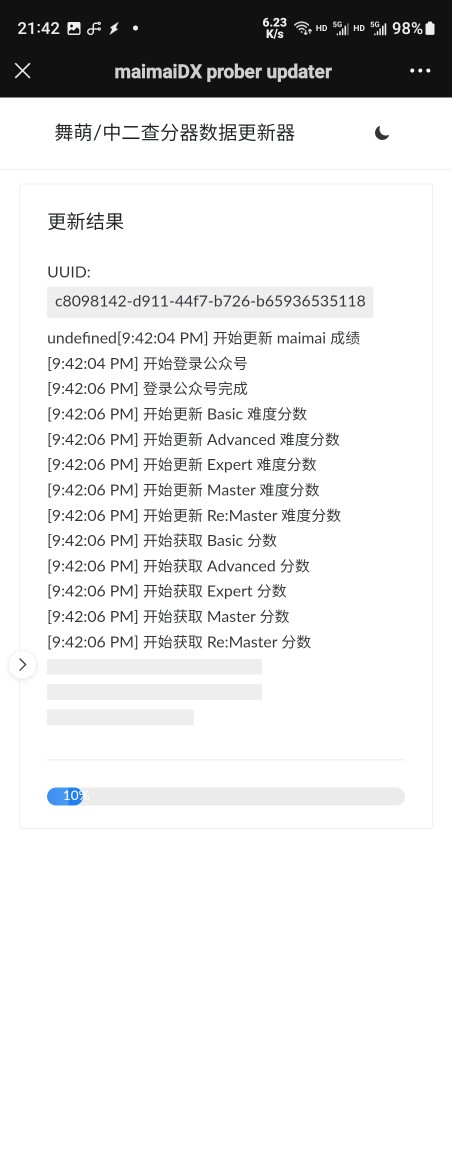 21:42
6.23 K/s HD 5G HD 5G 98%
maimaiDX prober updater
舞萌/中二查分器数据更新器
更新结果
UUID:
c8098142-d911-44f7-b726-b65936535118
undefined[9:42:04 PM] 开始更新 maimai 成绩
[9:42:04 PM] 开始登录公众号
[9:42:06 PM] 登录公众号完成
[9:42:06 PM] 开始更新 Basic 难度分数
[9:42:06 PM] 开始更新 Advanced 难度分数
[9:42:06 PM] 开始更新 Expert 难度分数
[9:42:06 PM] 开始更新 Master 难度分数
[9:42:06 PM] 开始更新 Re:Master 难度分数
[9:42:06 PM] 开始获取 Basic 分数
[9:42:06 PM] 开始获取 Advanced 分数
[9:42:06 PM] 开始获取 Expert 分数
[9:42:06 PM] 开始获取 Master 分数
[9:42:06 PM] 开始获取 Re:Master 分数
10%